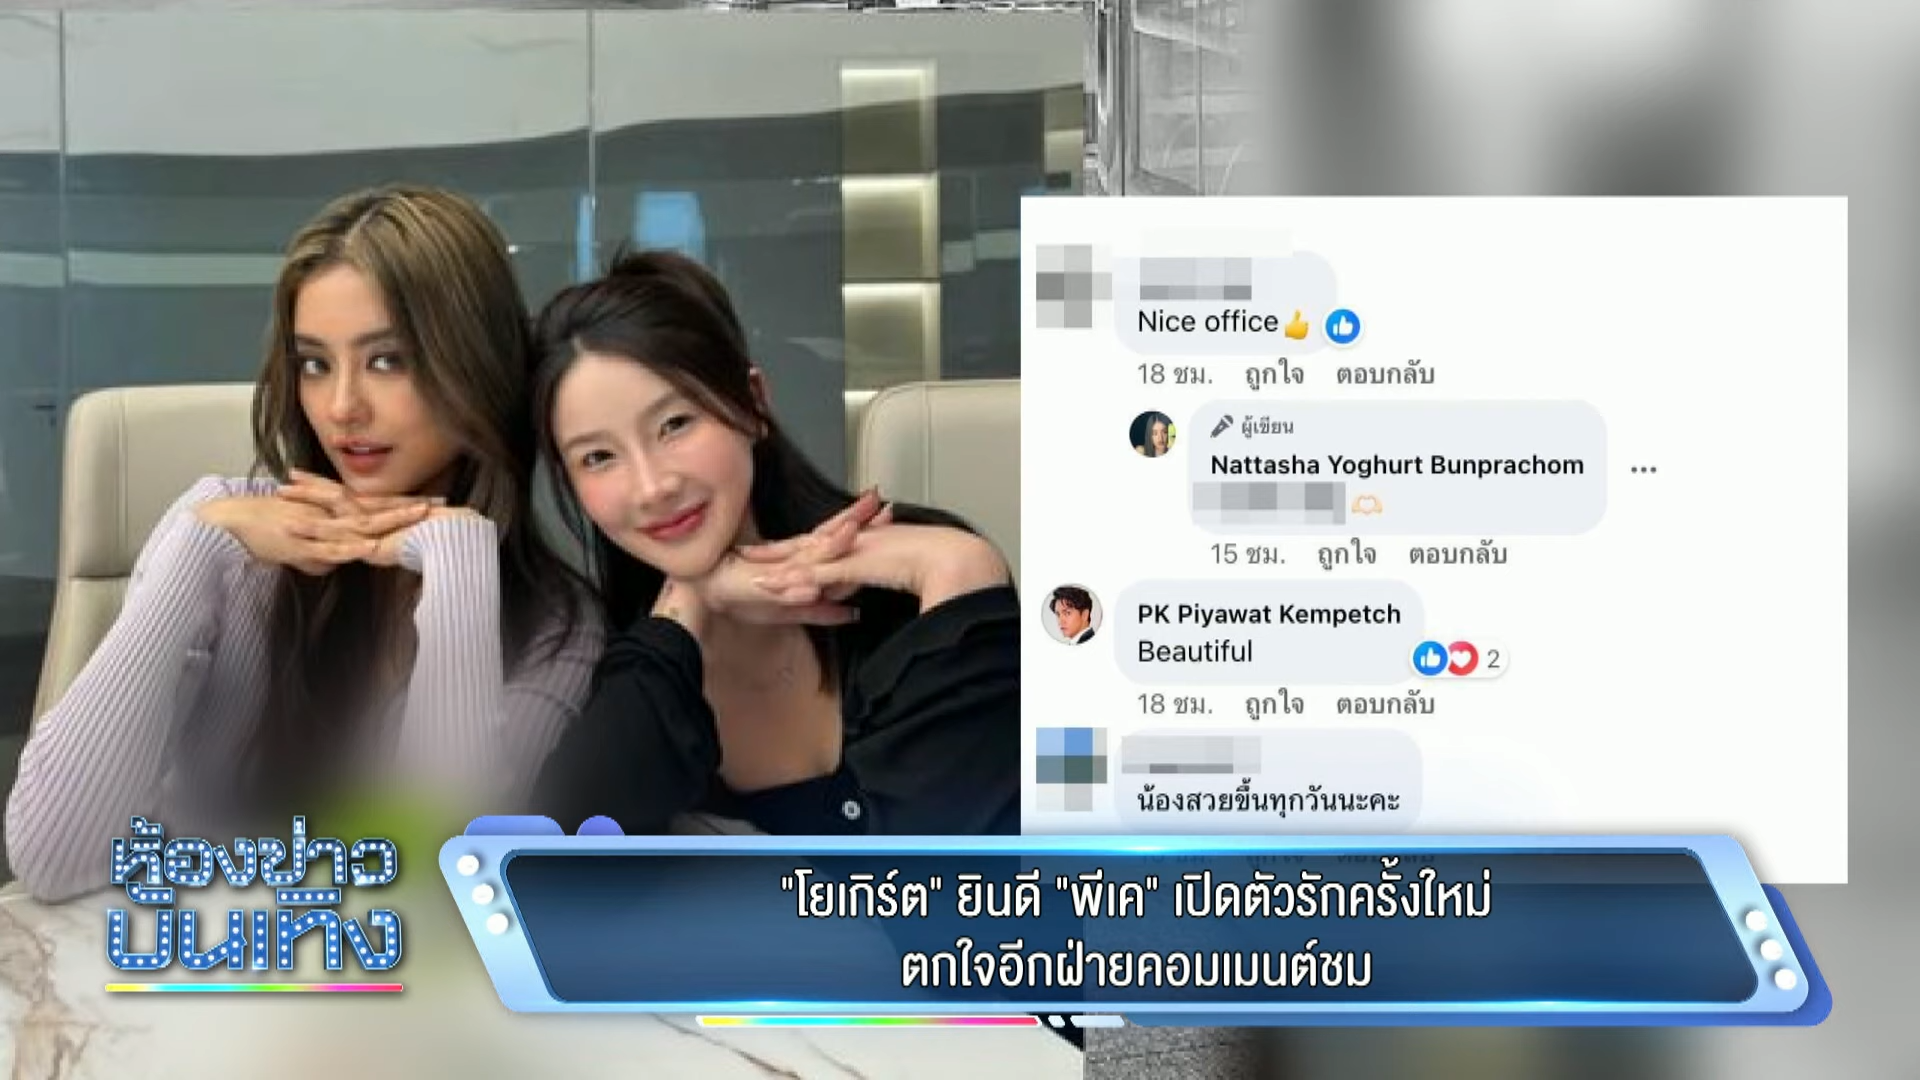 Nice office👍
18 ชม. ถูกใจ ตอบกลับ
ผู้เขียน
Nattasha Yoghurt Bunprachom
15 ชม. ถูกใจ ตอบกลับ
PK Piyawat Kempetch
Beautiful
2
18 ชม. ถูกใจ ตอบกลับ
น้องสวยขึ้นทุกวันนะคะ
ห้องข่าว
บันเทิง
"โยเกิร์ต" ยินดี "พีเค" เปิดตัวรักครั้งใหม่
ตกใจอีกฝ่ายคอมเมนต์ชม